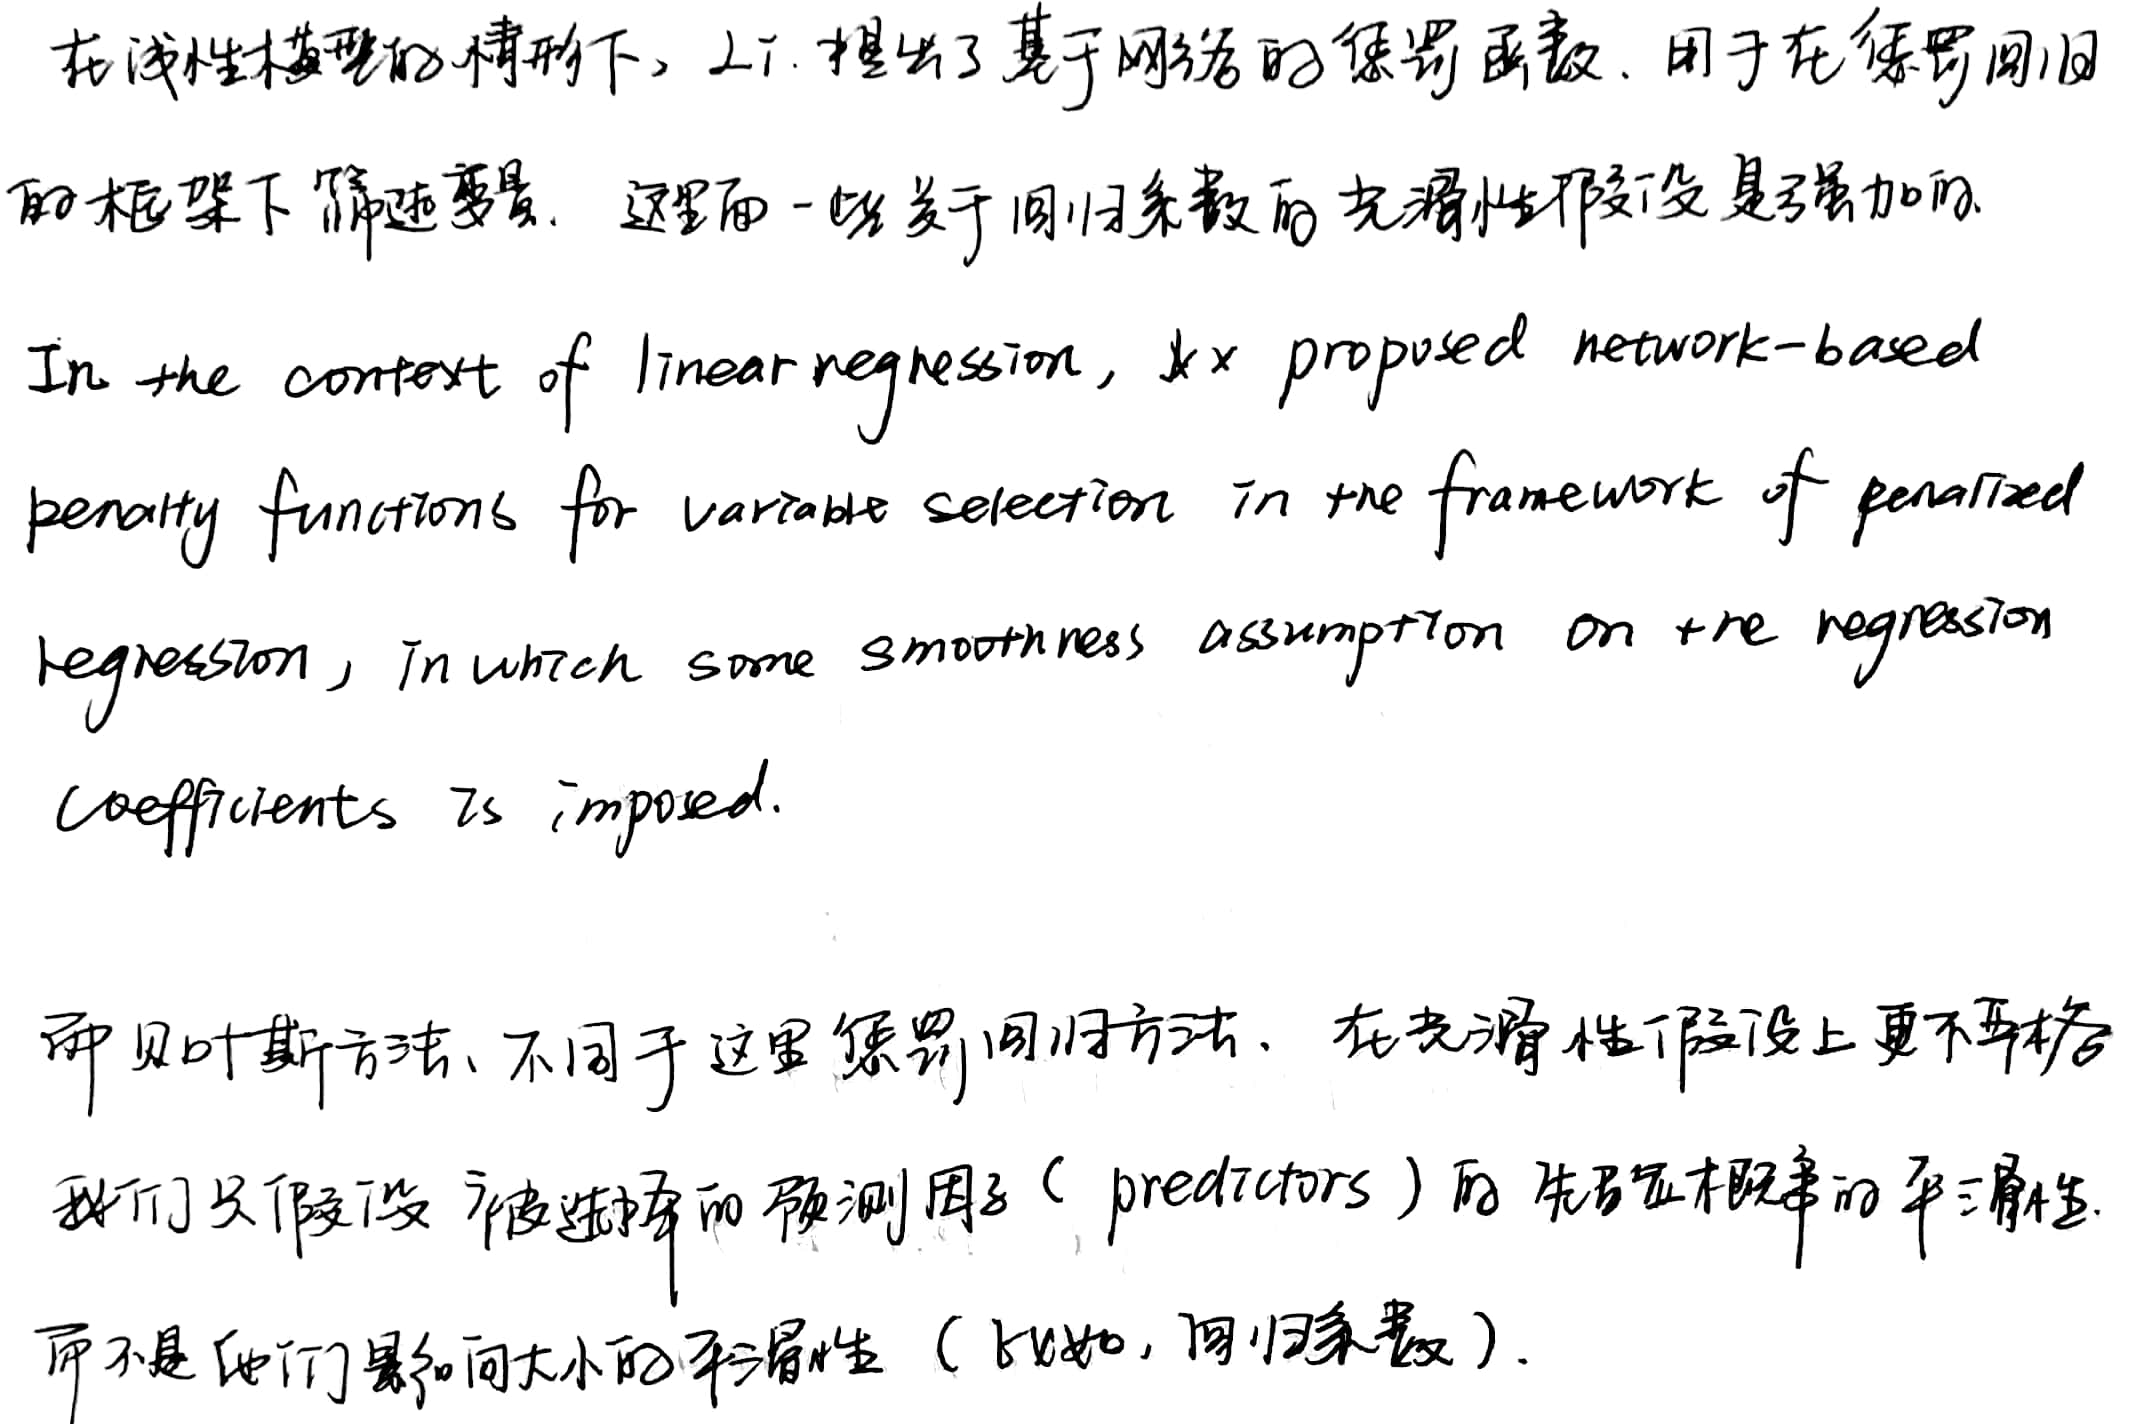 在浅性模型的情形下，Li. 提出了基于网络的惩罚函数、用于在惩罚回归
的框架下筛选变量. 这里面一些关于回归系数的光滑性假设是强加的.
In the context of linear regression, xx proposed network-based
penalty functions for variable selection in the framework of penalized
regression, in which some smoothness assumption on the regression
coefficients is imposed.
而贝叶斯方法、不同于这里惩罚回归方法、在光滑性假设上更不严格
我们只假设被选择的预测因子 (predictors) 的先验概率的平滑性.
而不是他们影响大小的平滑性 (比如, 回归系数).